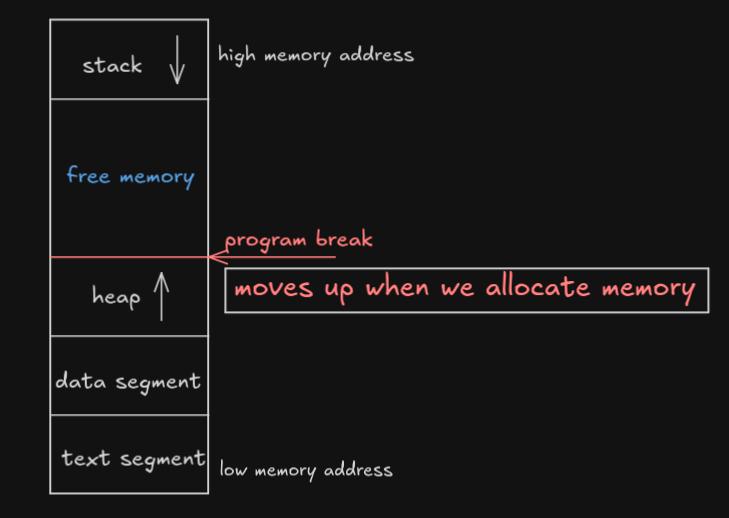 stack
high memory address
free memory
program break
moves up when we allocate memory
heap
data segment
text segment
low memory address